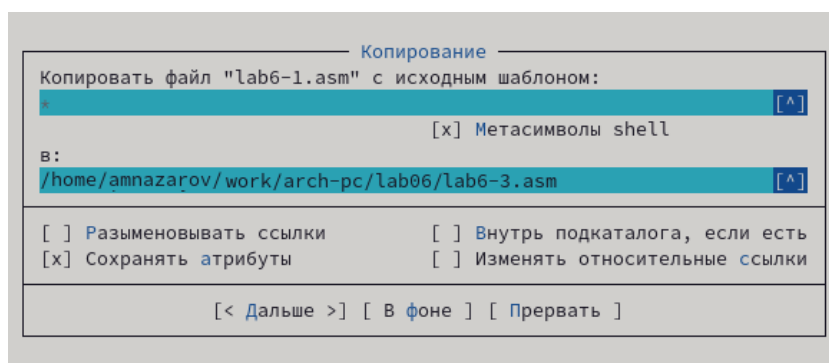 Копирование
Копировать файл "lab6-1.asm" с исходным шаблоном:
* [^]
[x] Метасимволы shell
в:
/home/amnazarov/work/arch-pc/lab06/lab6-3.asm [^]
[ ] Разыменовывать ссылки [ ] Внутрь подкаталога, если есть
[x] Сохранять атрибуты [ ] Изменять относительные ссылки
[< Дальше >] [ В фоне ] [ Прервать ]